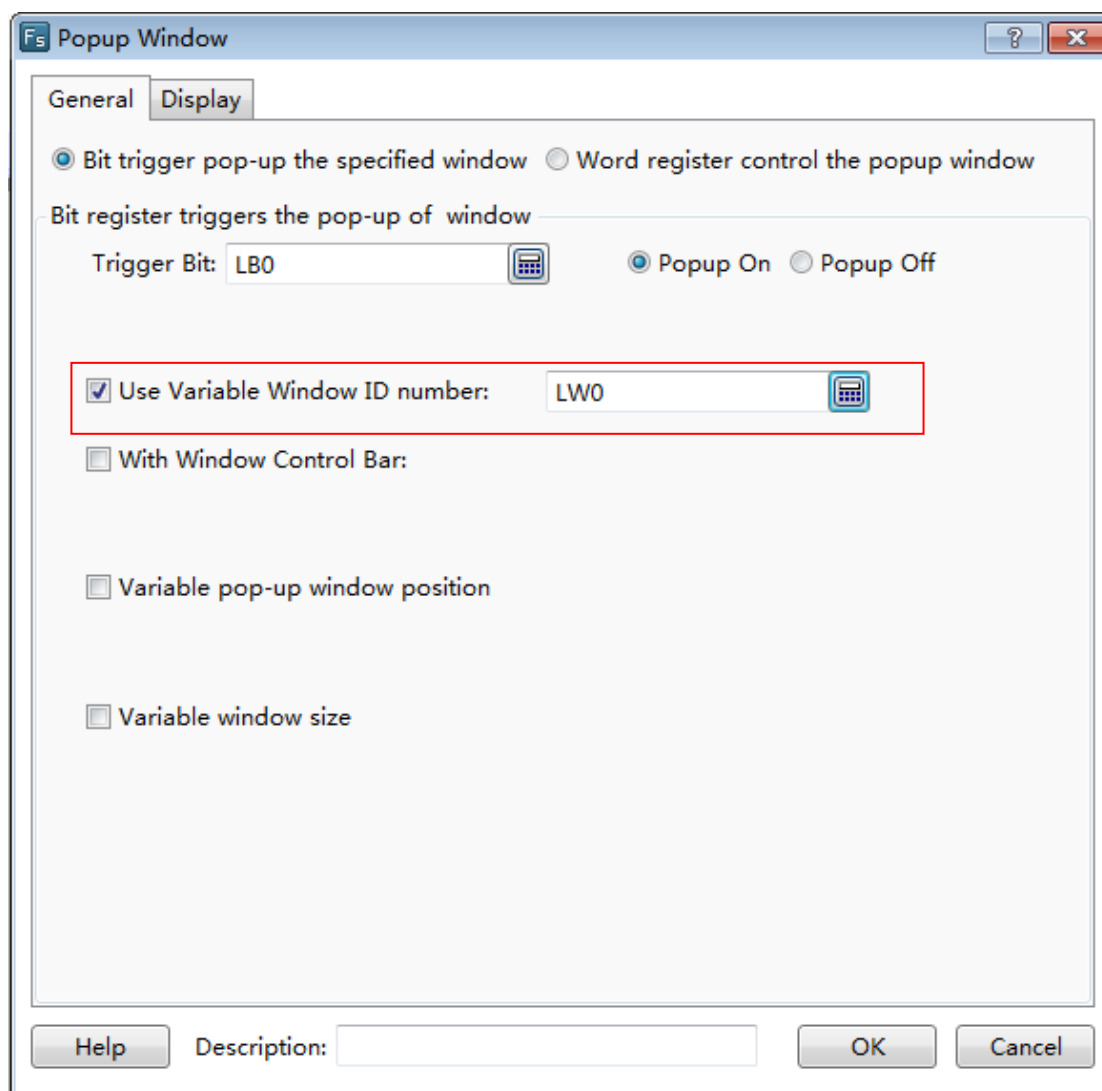 Fs Popup Window
General Display
Bit trigger pop-up the specified window Word register control the popup window
Bit register triggers the pop-up of window
Trigger Bit: LB0 Popup On Popup Off
Use Variable Window ID number: LW0
With Window Control Bar:
Variable pop-up window position
Variable window size
Help Description: OK Cancel